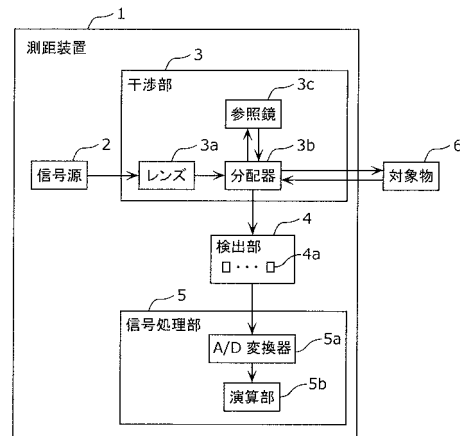 1
測距装置
3
干渉部
3c
参照鏡
2
3a
3b
6
信号源
レンズ
分配器
対象物
4
検出部
4a
・・・
5
信号処理部
A/D 変換器
5a
演算部
5b